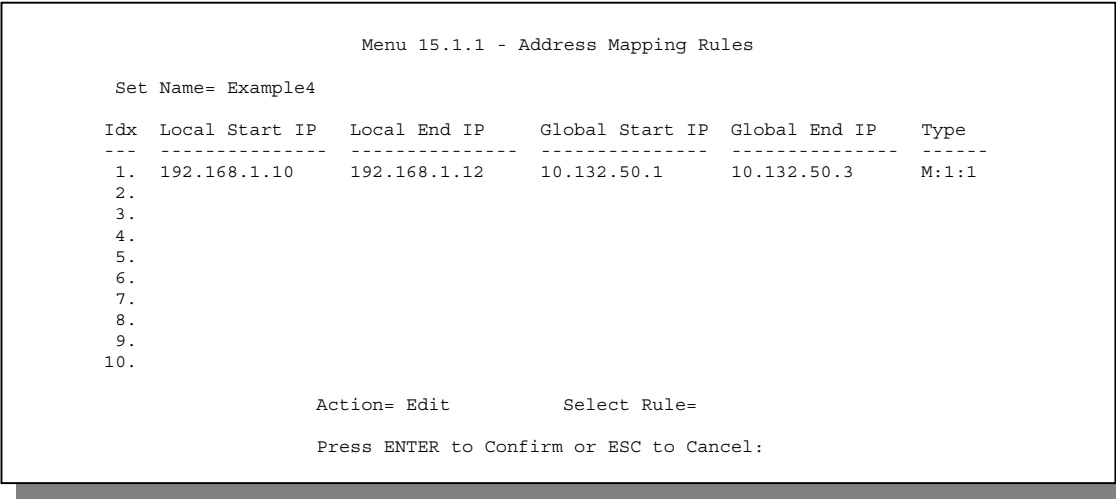 Menu 15.1.1 - Address Mapping Rules
Set Name= Example4
Idx Local Start IP Local End IP Global Start IP Global End IP Type
--- --------------- --------------- --------------- --------------- ------
1. 192.168.1.10 192.168.1.12 10.132.50.1 10.132.50.3 M:1:1
2.
3.
4.
5.
6.
7.
8.
9.
10.
Action= Edit Select Rule=
Press ENTER to Confirm or ESC to Cancel: